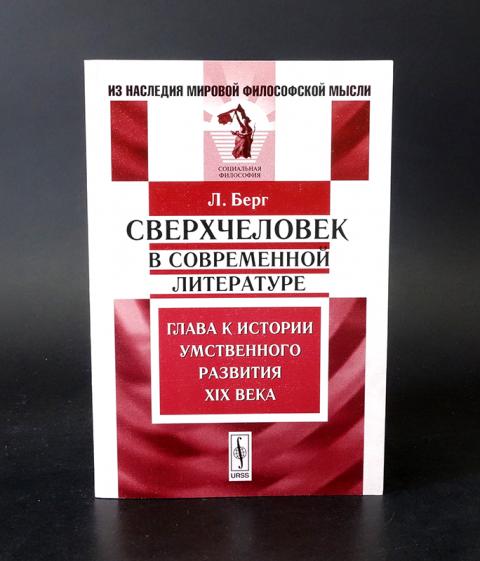 ИЗ НАСЛЕДИЯ МИРОВОЙ ФИЛОСОФСКОЙ МЫСЛИ
СОЦИАЛЬНАЯ
ФИЛОСОФИЯ
Л. Берг
СВЕРХЧЕЛОВЕК
В СОВРЕМЕННОЙ
ЛИТЕРАТУРЕ
ГЛАВА К ИСТОРИИ
УМСТВЕННОГО
РАЗВИТИЯ
XIX ВЕКА
URSS